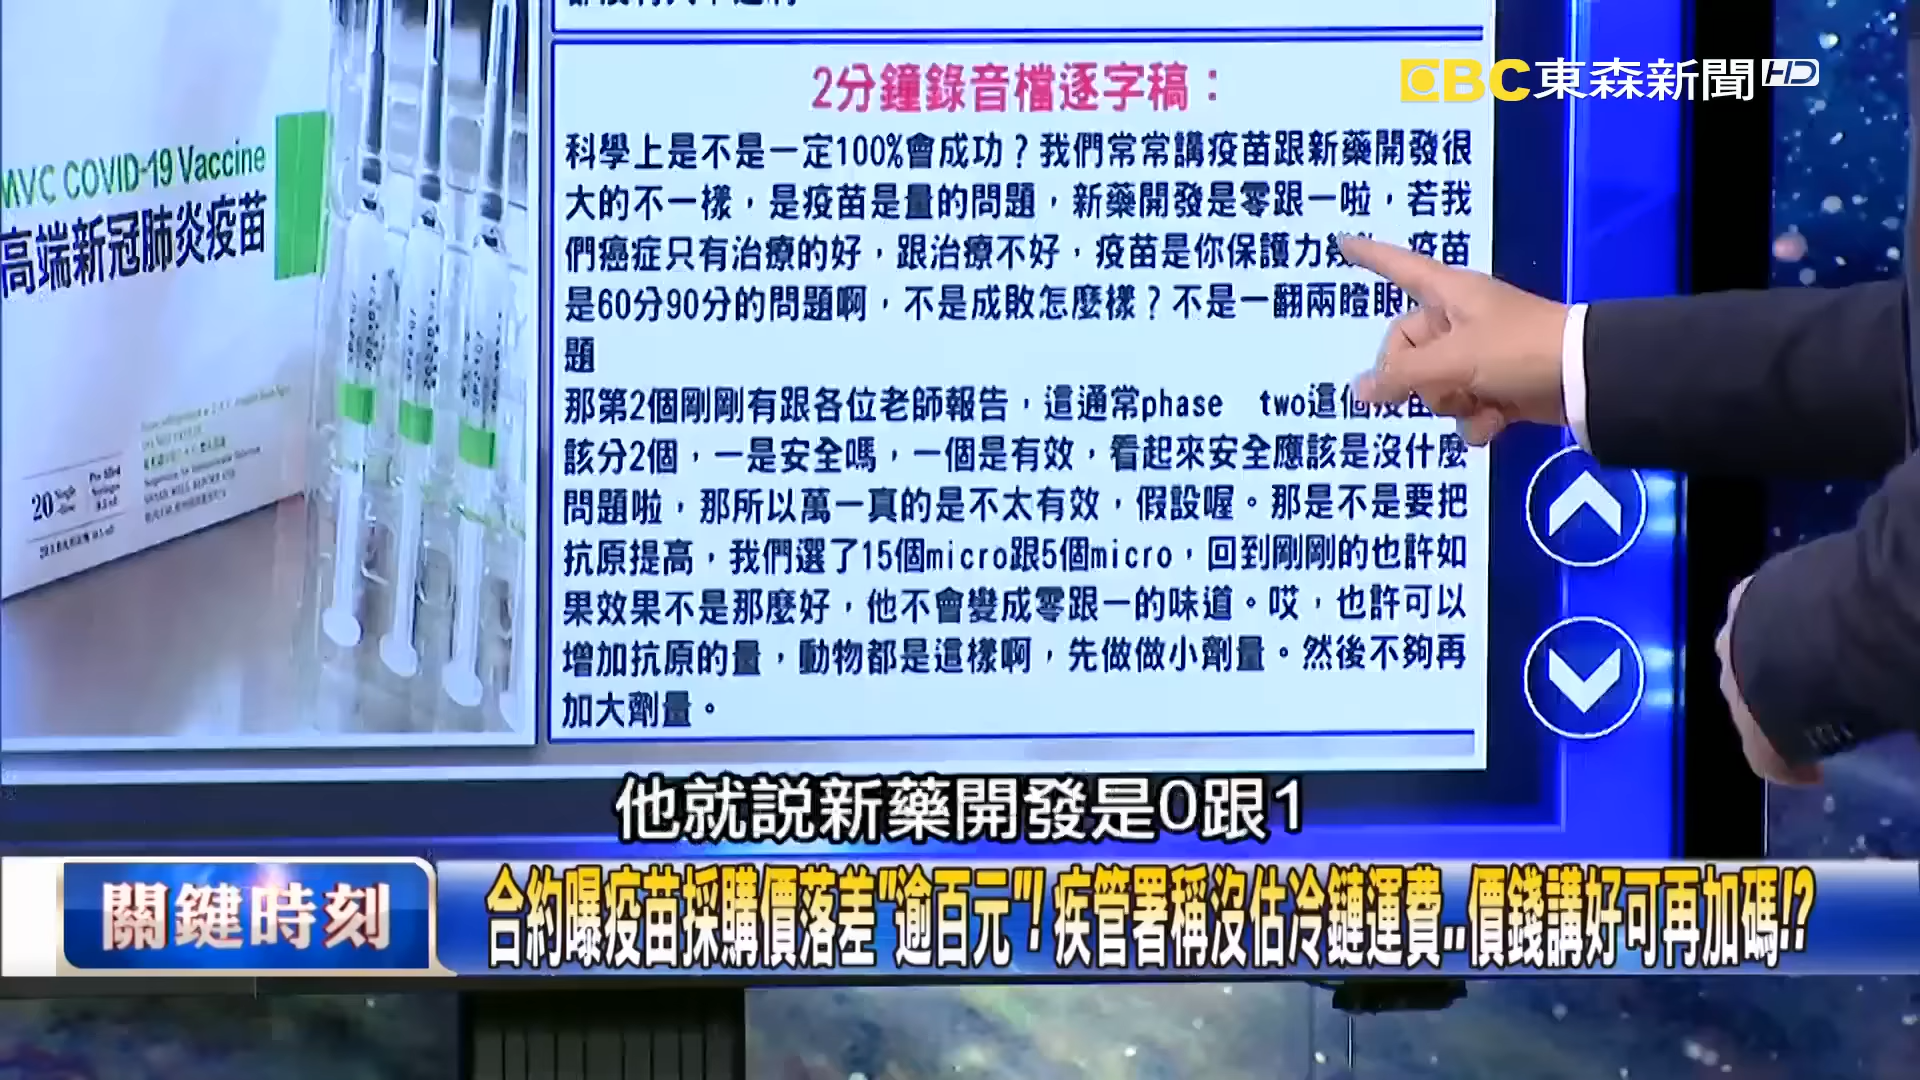 2分鐘錄音檔逐字稿：
EBC東森新聞HD
科學上是不是一定100%會成功？我們常常講疫苗跟新藥開發很
大的不一樣，是疫苗是量的問題，新藥開發是零跟一啦，若我
們癌症只有治療的好，跟治療不好，疫苗是你保護力 疫苗
是60分90分的問題啊，不是成敗怎麼樣？不是一翻兩瞪眼
題
那第2個剛剛有跟各位老師報告，這通常phase two這個疫苗
該分2個，一是安全嗎，一個是有效，看起來安全應該是沒什麼
問題啦，那所以萬一真的是不太有效，假設喔。那是不是要把
抗原提高，我們選了15個micro跟5個micro，回到剛剛的也許如
果效果不是那麼好，他不會變成零跟一的味道。哎，也許可以
增加抗原的量，動物都是這樣啊，先做做小劑量。然後不夠再
加大劑量。
MVC COVID-19 Vaccine
高端新冠肺炎疫苗
20 Single
-Dose
Pre-filled
Syringes
0.5 ml
他就說新藥開發是0跟1
關鍵時刻
合約曝疫苗採購價落差"逾百元"！疾管署稱沒估冷鏈運費..價錢講好可再加碼!?